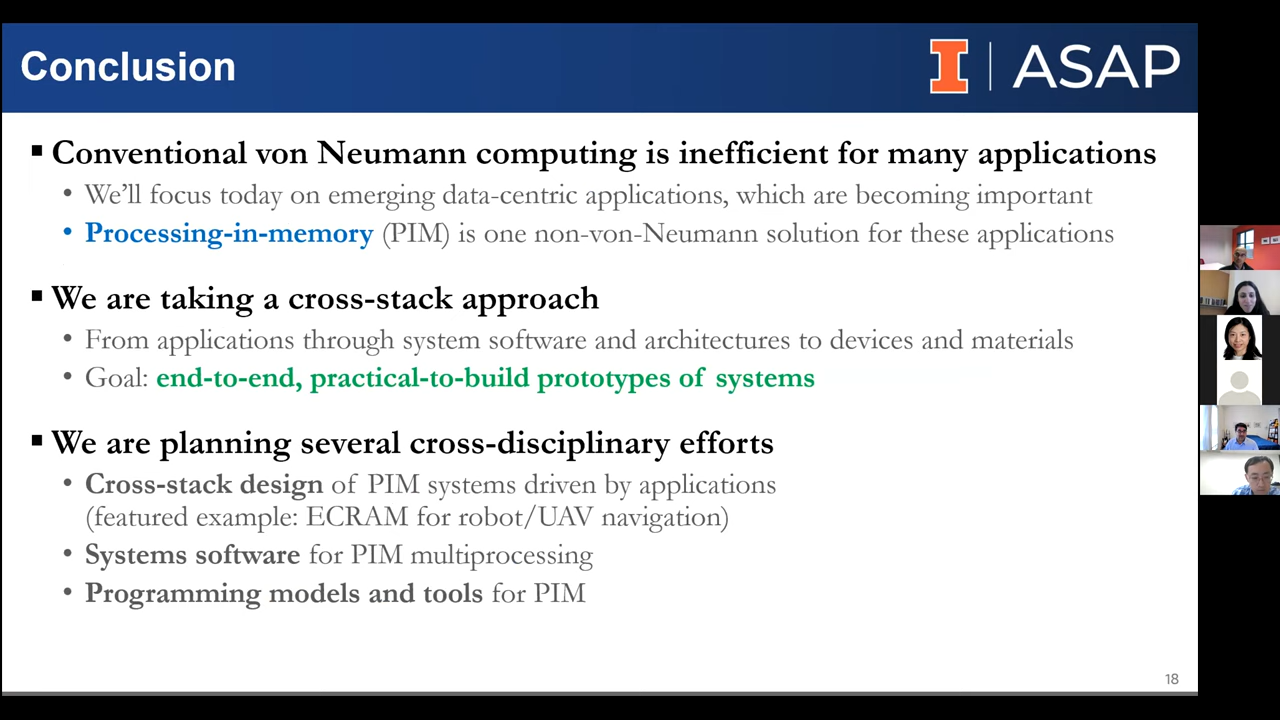 Conclusion
I ASAP
▪ Conventional von Neumann computing is inefficient for many applications
• We'll focus today on emerging data-centric applications, which are becoming important
• Processing-in-memory (PIM) is one non-von-Neumann solution for these applications
▪ We are taking a cross-stack approach
• From applications through system software and architectures to devices and materials
• Goal: end-to-end, practical-to-build prototypes of systems
▪ We are planning several cross-disciplinary efforts
• Cross-stack design of PIM systems driven by applications
(featured example: ECRAM for robot/UAV navigation)
• Systems software for PIM multiprocessing
• Programming models and tools for PIM
18